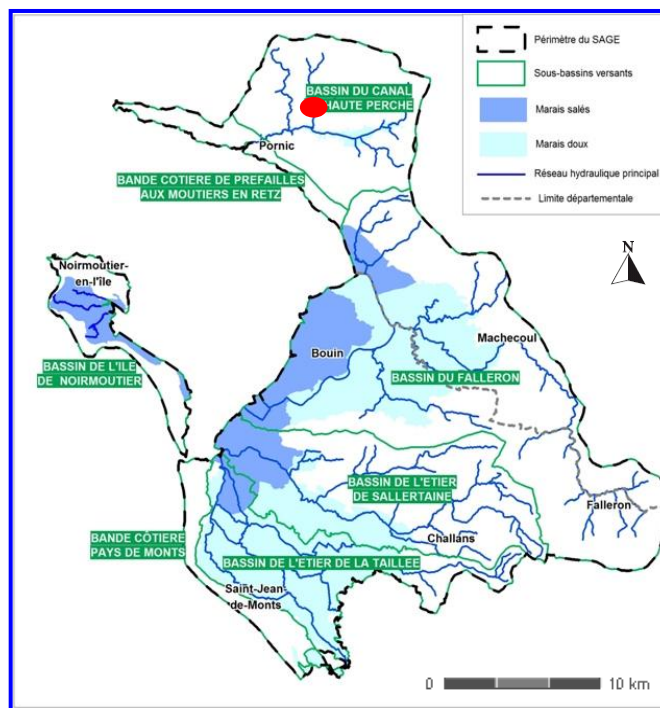 Périmètre du SAGE
Sous-bassins versants
Marais salés
Marais doux
Réseau hydraulique principal
Limite départementale
N
BASSIN DU CANAL
HAUTE PERCHE
Pornic
BANDE COTIERE DE PREFAILLES
AUX MOUTIERS EN RETZ
Noirmoutier-
en-l'île
BASSIN DE L'ILE
DE NOIRMOUTIER
Bouin
Machecoul
BASSIN DU FALLERON
BASSIN DE L'ETIER
DE SALLERTAINE
Falleron
Challans
BANDE CÔTIERE
PAYS DE MONTS
BASSIN DE L'ETIER DE LA TAILLEE
Saint-Jean
-de-Monts
0 10 km